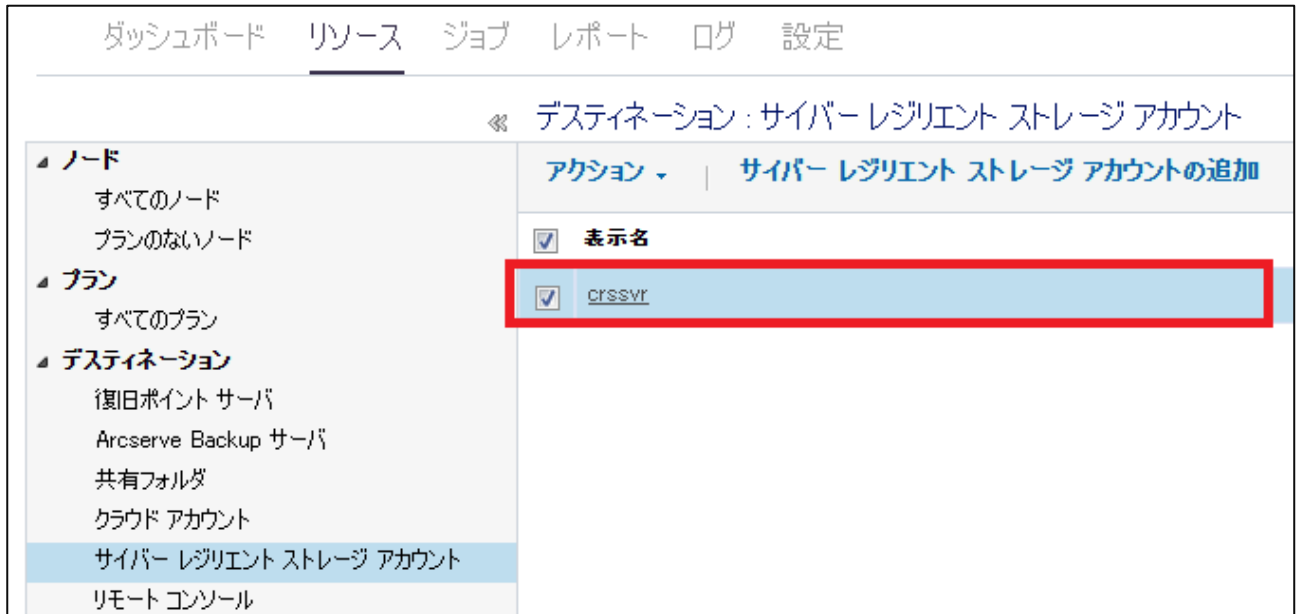 ダッシュボード リソース ジョブ レポート ログ 設定
デスティネーション : サイバー レジリエント ストレージ アカウント
ノード
すべてのノード
プランのないノード
プラン
すべてのプラン
デスティネーション
復旧ポイント サーバ
Arcserve Backup サーバ
共有フォルダ
クラウド アカウント
サイバー レジリエント ストレージ アカウント
リモート コンソール
アクション | サイバー レジリエント ストレージ アカウントの追加
表示名
crssvr